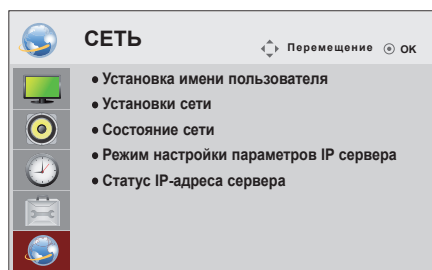 СЕТЬ
Перемещение OK
Установка имени пользователя
Установки сети
Состояние сети
Режим настройки параметров IP сервера
Статус IP-адреса сервера